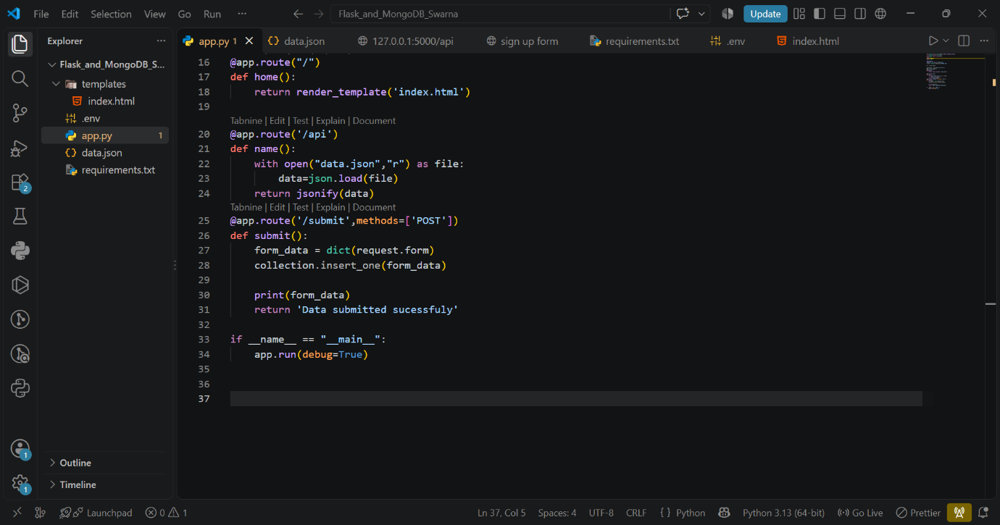 File Edit Selection View Go Run ··· Flask_and_MongoDB_Swarna Update
Explorer ···
Flask_and_MongoDB_S...
templates
index.html
.env
app.py 1
data.json
requirements.txt
2
1
1
Outline
Timeline
app.py 1 data.json 127.0.0.1:5000/api sign up form requirements.txt .env index.html ···
16 @app.route("/")
17 def home():
18 return render_template('index.html')
19
Tabnine | Edit | Test | Explain | Document
20 @app.route('/api')
21 def name():
22 with open("data.json","r") as file:
23 data=json.load(file)
24 return jsonify(data)
Tabnine | Edit | Test | Explain | Document
25 @app.route('/submit',methods=['POST'])
26 def submit():
27 form_data = dict(request.form)
28 collection.insert_one(form_data)
29
30 print(form_data)
31 return 'Data submitted sucessfuly'
32
33 if __name__ == "__main__":
34 app.run(debug=True)
35
36
37
Launchpad 0 1 Ln 37, Col 5 Spaces: 4 UTF-8 CRLF { } Python Python 3.13 (64-bit) Go Live Prettier